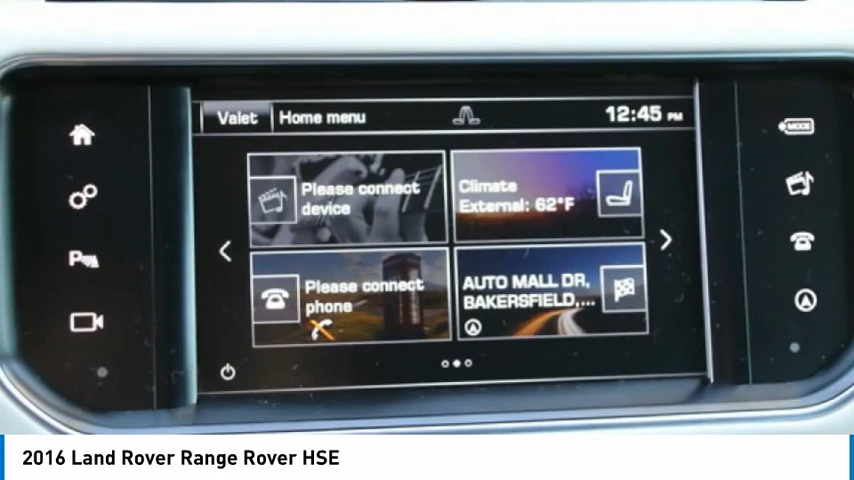 Valet Home menu 12:45 PM
MODE
Please connect
device
Climate
External: 62°F
P
Please connect
phone
AUTO MALL DR,
BAKERSFIELD,...
2016 Land Rover Range Rover HSE